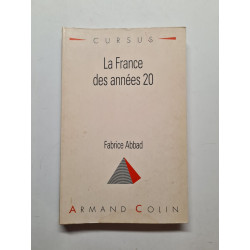 CURSUS
La France
des années 20
Fabrice Abbad
ARMAND COLIN